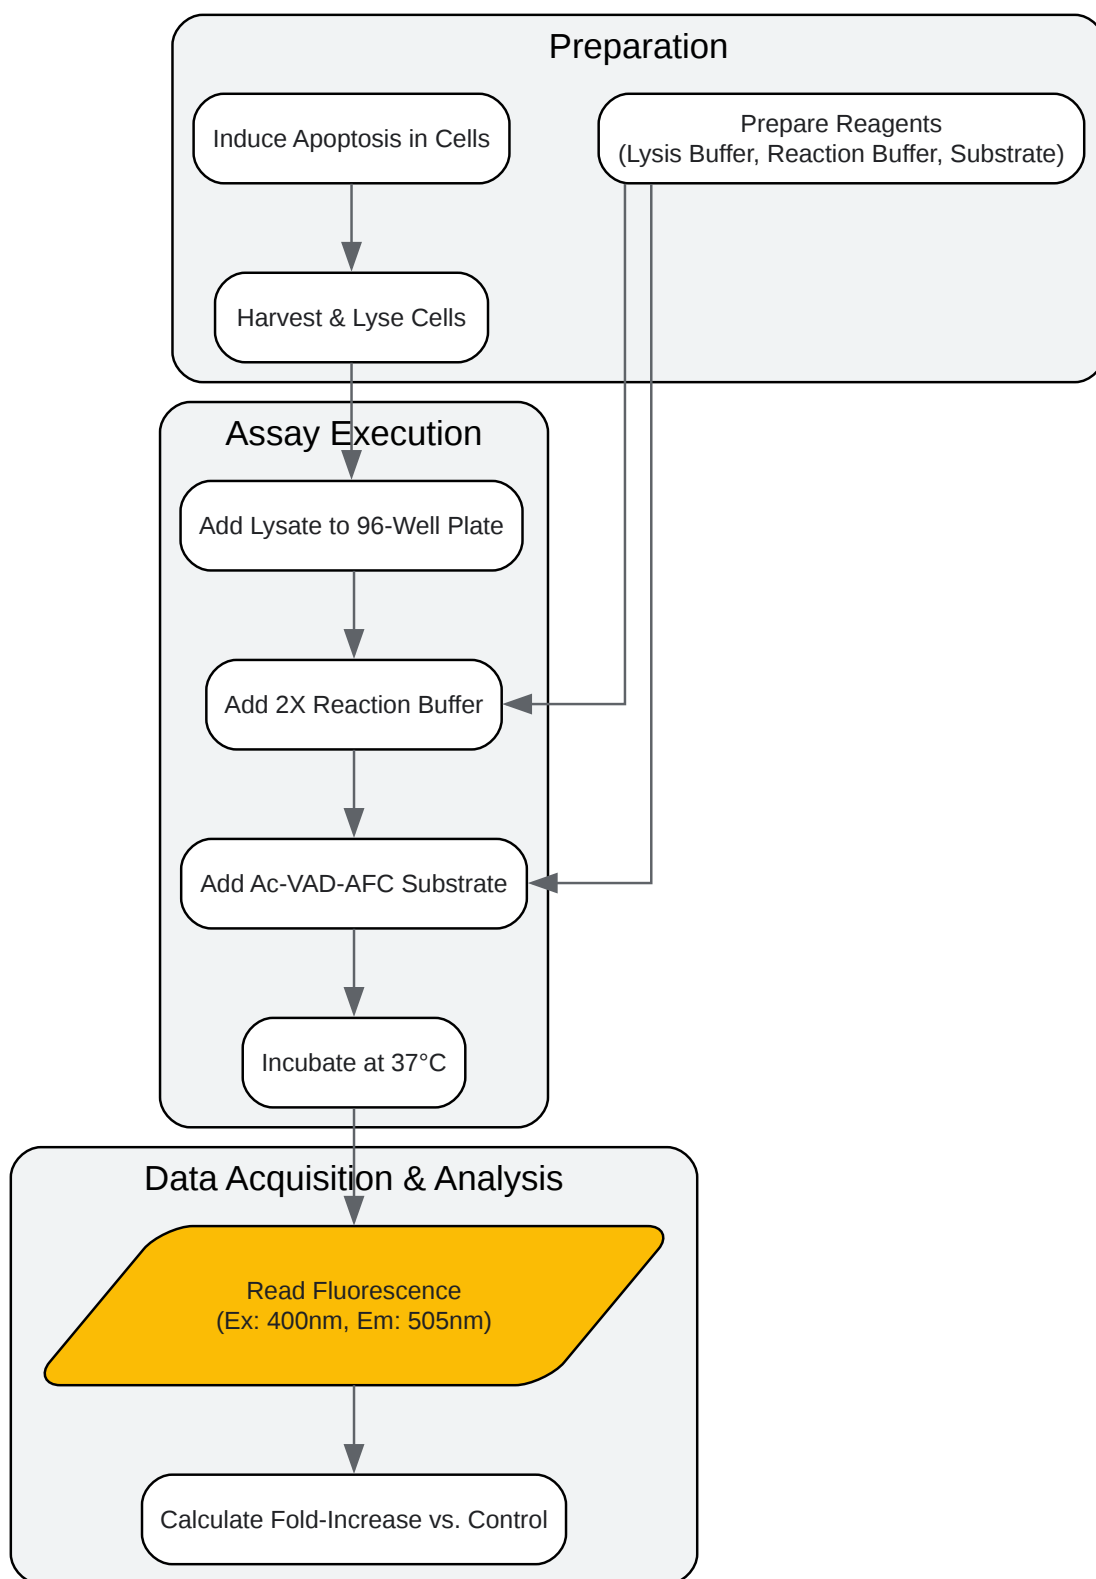 Preparation
Induce Apoptosis in Cells
Prepare Reagents
(Lysis Buffer, Reaction Buffer, Substrate)
Harvest & Lyse Cells
Assay Execution
Add Lysate to 96-Well Plate
Add 2X Reaction Buffer
Add Ac-VAD-AFC Substrate
Incubate at 37°C
Data Acquisition & Analysis
Read Fluorescence
(Ex: 400nm, Em: 505nm)
Calculate Fold-Increase vs. Control